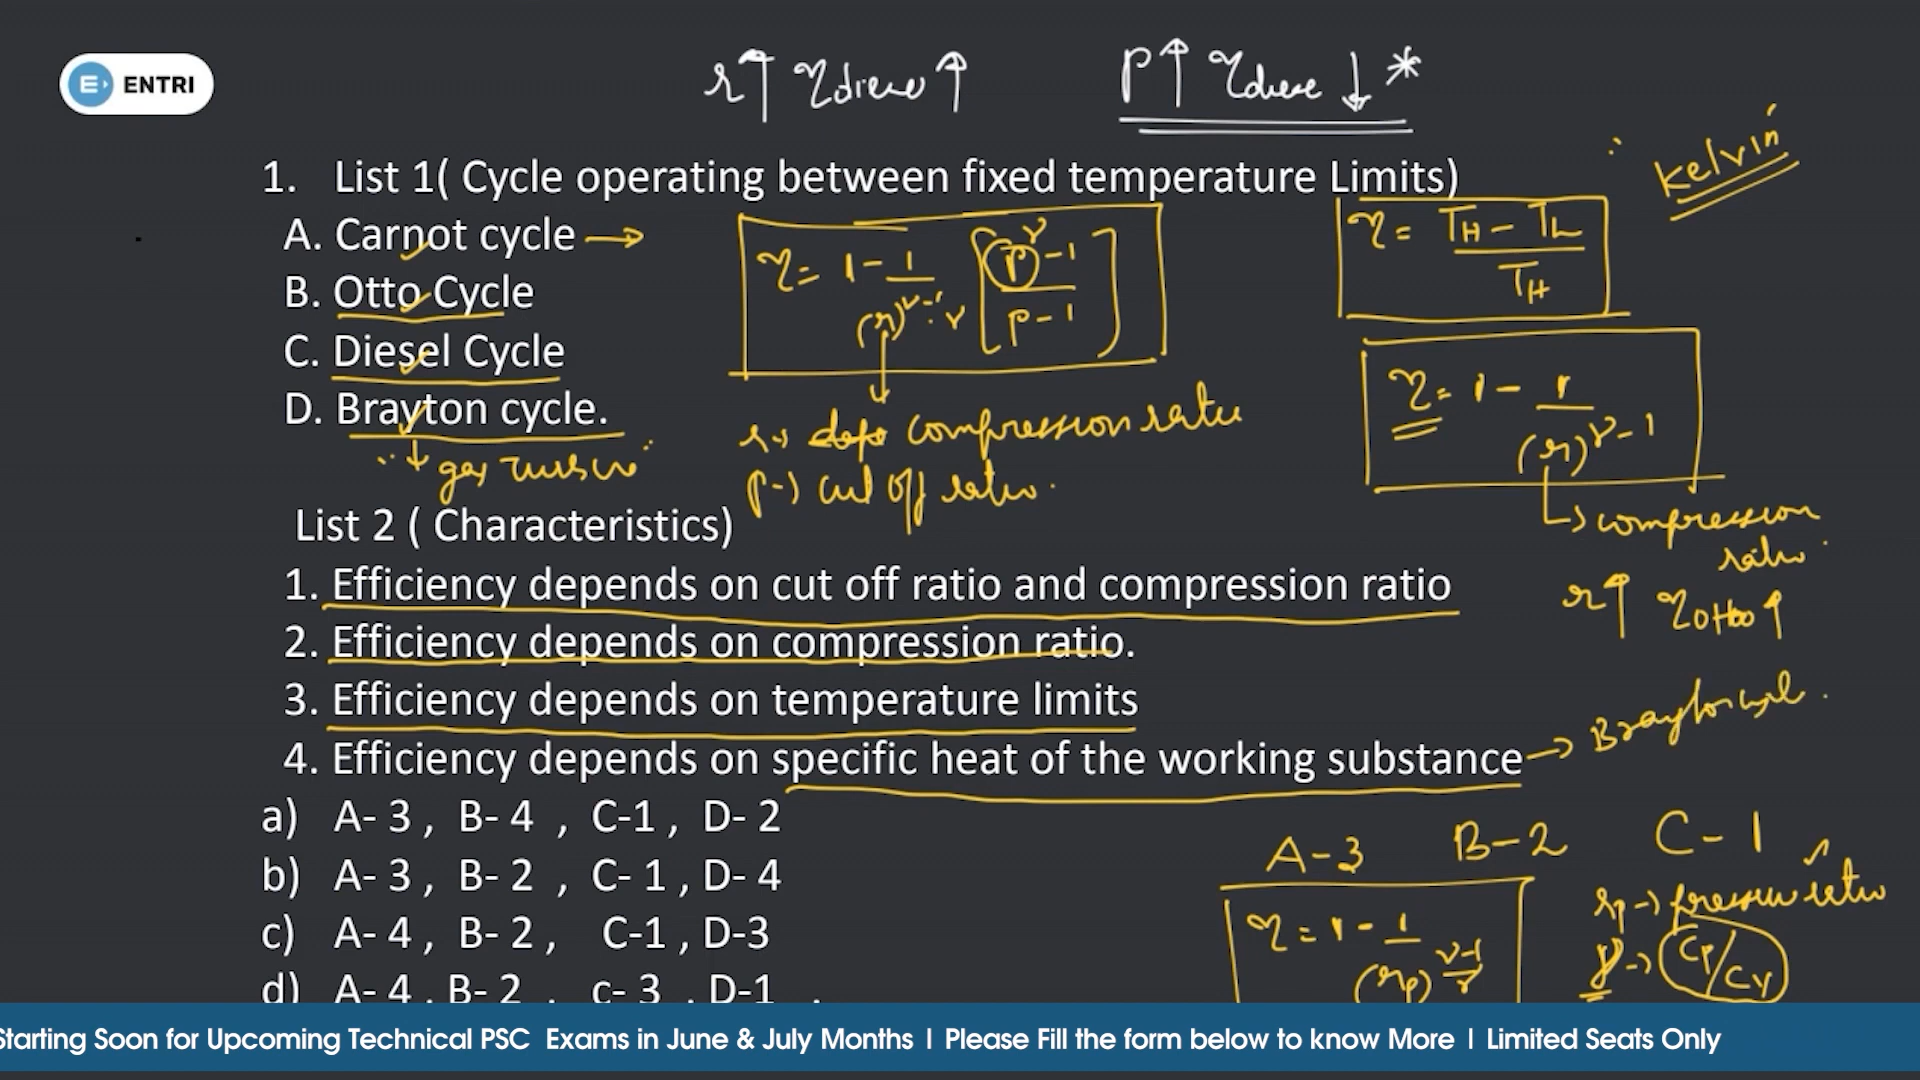 r↑ ηdiesel ↑ ρ↑ ηdiesel ↓ *
ENTRI
Kelvin
1. List 1( Cycle operating between fixed temperature Limits)
A. Carnot cycle →
B. Otto Cycle
C. Diesel Cycle
D. Brayton cycle.
η = 1 - 1/(r)^γ-1 · γ [ρ^γ - 1 / ρ - 1]
η = TH - TL / TH
η = 1 - 1/(r)^γ-1
r → compression ratio
ρ → cut off ratio.
↳ compression
ratio
r↑ ηotto ↑
↓ gas turbine
List 2 ( Characteristics)
1. Efficiency depends on cut off ratio and compression ratio
2. Efficiency depends on compression ratio.
3. Efficiency depends on temperature limits
4. Efficiency depends on specific heat of the working substance → Brayton cycle.
a) A- 3 , B- 4 , C-1 , D- 2
b) A- 3 , B- 2 , C- 1 , D- 4
c) A- 4 , B- 2 , C-1 , D-3
d) A- 4 , B- 2 , c- 3 , D-1 .
A-3 B-2 C-1
η = 1 - 1/(rp)^γ-1/γ
rp → pressure ratio
γ → Cp/Cv
Starting Soon for Upcoming Technical PSC Exams in June & July Months | Please Fill the form below to know More | Limited Seats Only